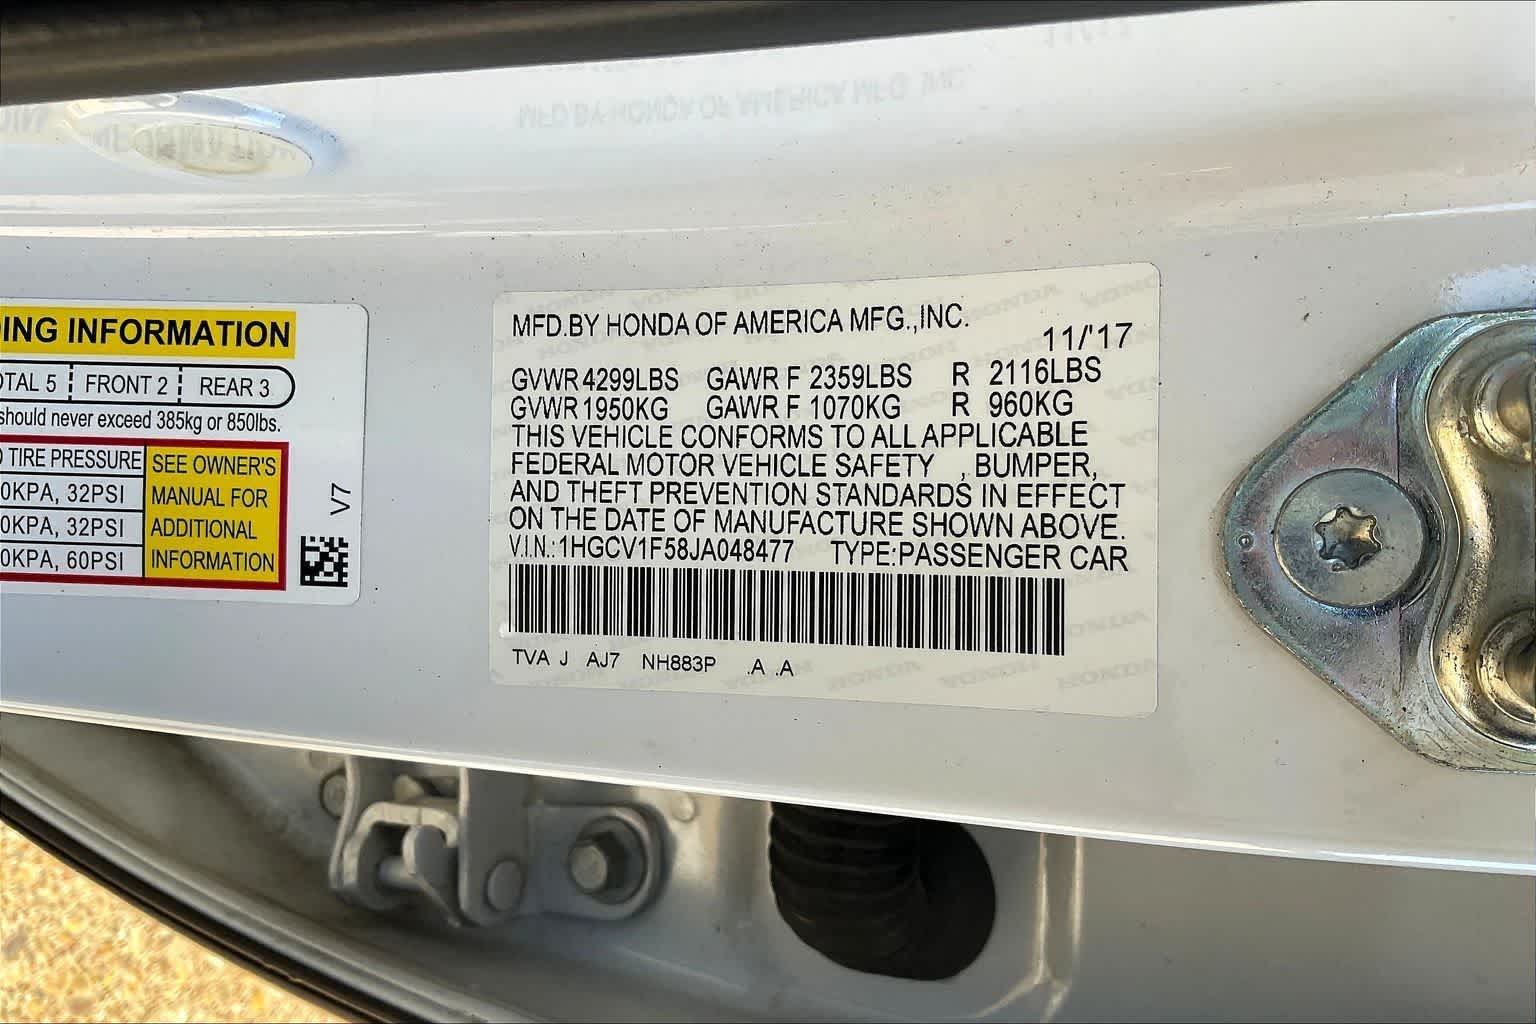 ING INFORMATION
OTAL 5 FRONT 2 REAR 3
should never exceed 385kg or 850lbs.
TIRE PRESSURE
0KPA, 32PSI
0KPA, 32PSI
0KPA, 60PSI
SEE OWNER'S
MANUAL FOR
ADDITIONAL
INFORMATION
V7
MFD.BY HONDA OF AMERICA MFG.,INC.
11/'17
GVWR 4299LBS GAWR F 2359LBS R 2116LBS
GVWR 1950KG GAWR F 1070KG R 960KG
THIS VEHICLE CONFORMS TO ALL APPLICABLE
FEDERAL MOTOR VEHICLE SAFETY , BUMPER,
AND THEFT PREVENTION STANDARDS IN EFFECT
ON THE DATE OF MANUFACTURE SHOWN ABOVE.
V.I.N.: 1HGCV1F58JA048477 TYPE:PASSENGER CAR
TVA J AJ7 NH883P .A .A